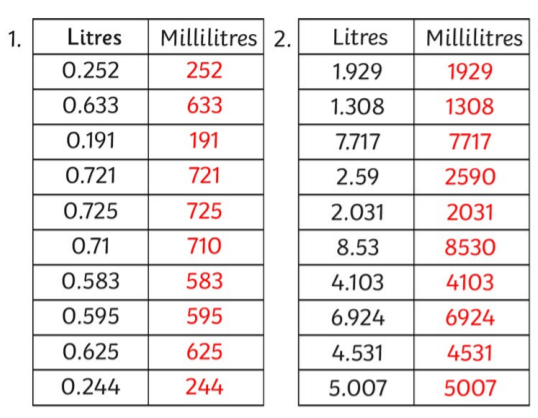 1. Litres Millilitres 2. Litres Millilitres
0.252 252 1.929 1929
0.633 633 1.308 1308
0.191 191 7.717 7717
0.721 721 2.59 2590
0.725 725 2.031 2031
0.71 710 8.53 8530
0.583 583 4.103 4103
0.595 595 6.924 6924
0.625 625 4.531 4531
0.244 244 5.007 5007